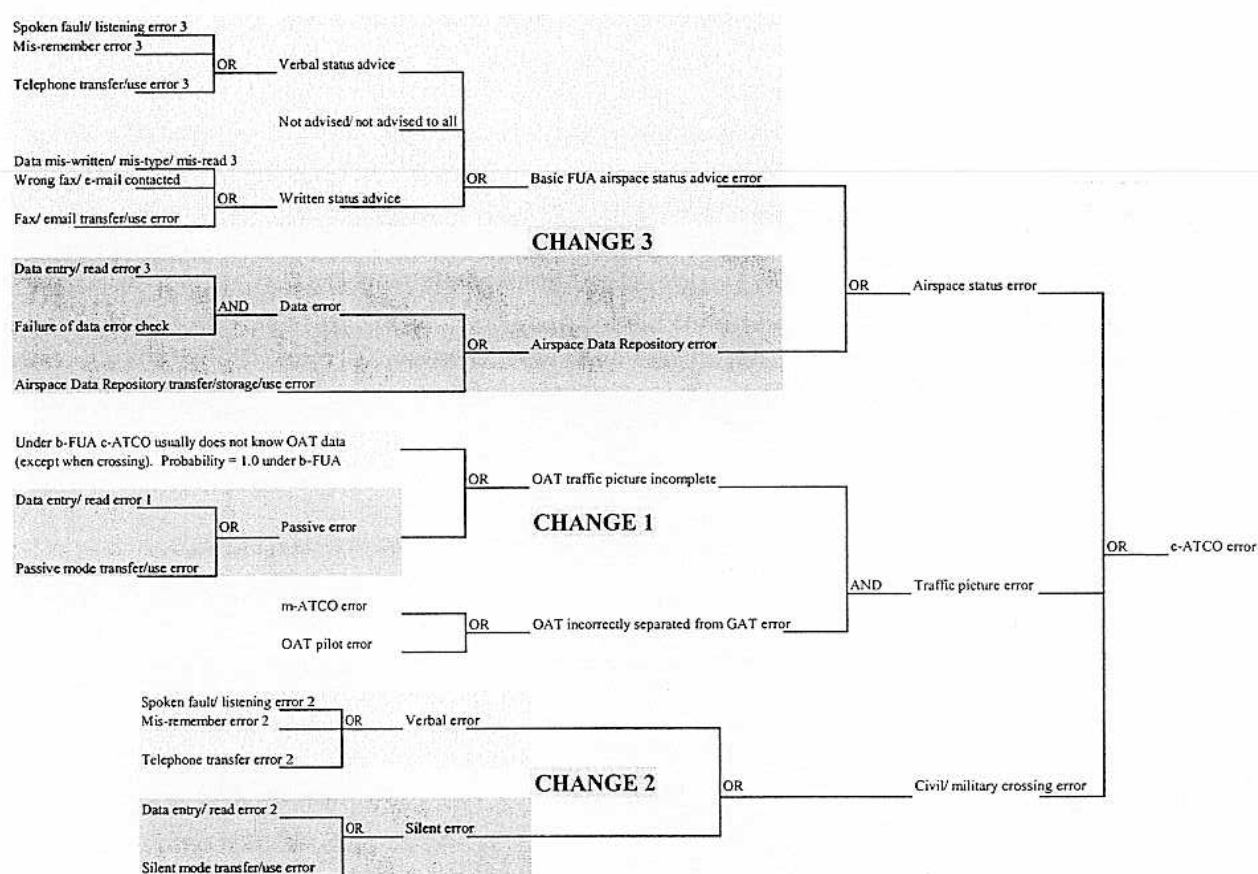 Spoken fault/ listening error 3
Mis-remember error 3
OR
Verbal status advice
Telephone transfer/use error 3
Not advised/ not advised to all
Data mis-written/ mis-type/ mis-read 3
Wrong fax/ e-mail contacted
OR
Basic FUA airspace status advice error
OR
Written status advice
Fax/ email transfer/use error
CHANGE 3
Data entry/ read error 3
OR
Airspace status error
AND
Data error
Failure of data error check
OR
Airspace Data Repository error
Airspace Data Repository transfer/storage/use error
Under b-FUA c-ATCO usually does not know OAT data
(except when crossing). Probability = 1.0 under b-FUA
OR
OAT traffic picture incomplete
Data entry/ read error 1
OR
Passive error
CHANGE 1
OR
c-ATCO error
Passive mode transfer/use error
AND
Traffic picture error
m-ATCO error
OR
OAT incorrectly separated from GAT error
OAT pilot error
Spoken fault/ listening error 2
Mis-remember error 2
OR
Verbal error
Telephone transfer error 2
CHANGE 2
OR
Civil/ military crossing error
Data entry/ read error 2
OR
Silent error
Silent mode transfer/use error